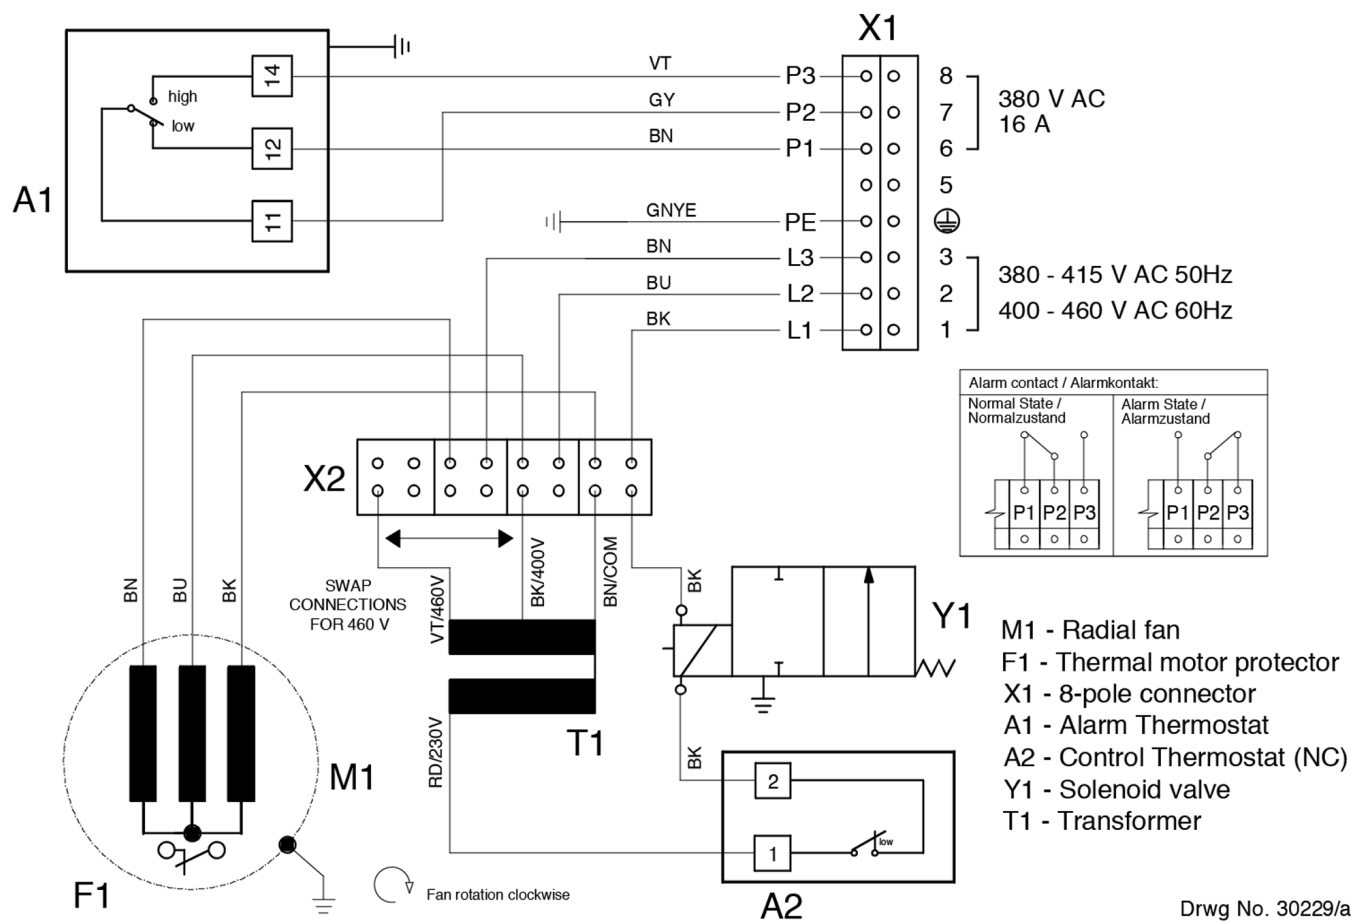 X1
A1
14
high
low
12
11
VT
GY
BN
GNYE
BN
BU
BK
P3
P2
P1
PE
L3
L2
L1
8
7
6
5
3
2
1
380 V AC
16 A
380 - 415 V AC 50Hz
400 - 460 V AC 60Hz
Alarm contact / Alarmkontakt:
Normal State /
Normalzustand
P1 P2 P3
Alarm State /
Alarmzustand
P1 P2 P3
X2
SWAP
CONNECTIONS
FOR 460 V
VT/460V
BK/400V
BN/COM
BK
BN
BU
BK
Y1
T1
RD/230V
BK
M1
F1
2
1
low
A2
Fan rotation clockwise
M1 - Radial fan
F1 - Thermal motor protector
X1 - 8-pole connector
A1 - Alarm Thermostat
A2 - Control Thermostat (NC)
Y1 - Solenoid valve
T1 - Transformer
Drwg No. 30229/a